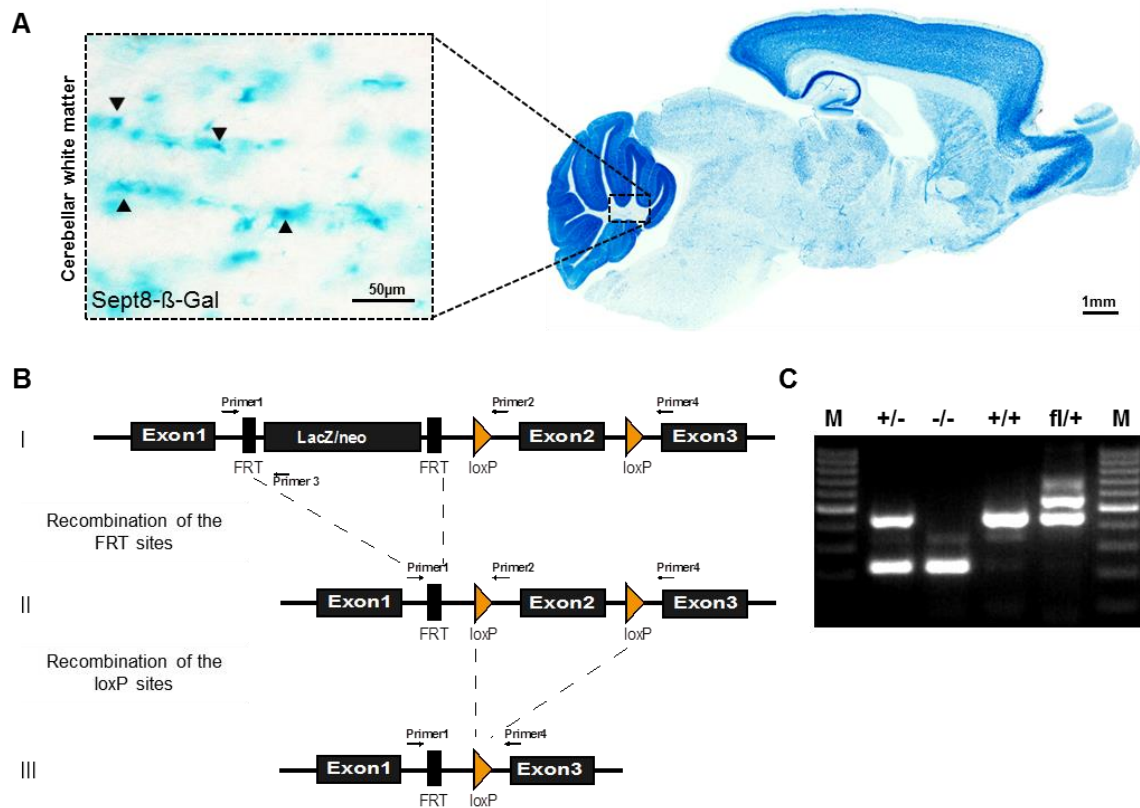 A
Cerebellar white matter
Sept8-ß-Gal
50µm
1mm
B
I
Primer1
Primer2
Primer4
Exon1
LacZ/neo
Exon2
Exon3
FRT
FRT
loxP
loxP
Primer 3
Recombination of the
FRT sites
II
Primer1
Primer2
Primer4
Exon1
Exon2
Exon3
FRT
loxP
loxP
Recombination of the
loxP sites
III
Primer1
Primer4
Exon1
Exon3
FRT
loxP
C
M +/- -/- +/+ fl/+ M